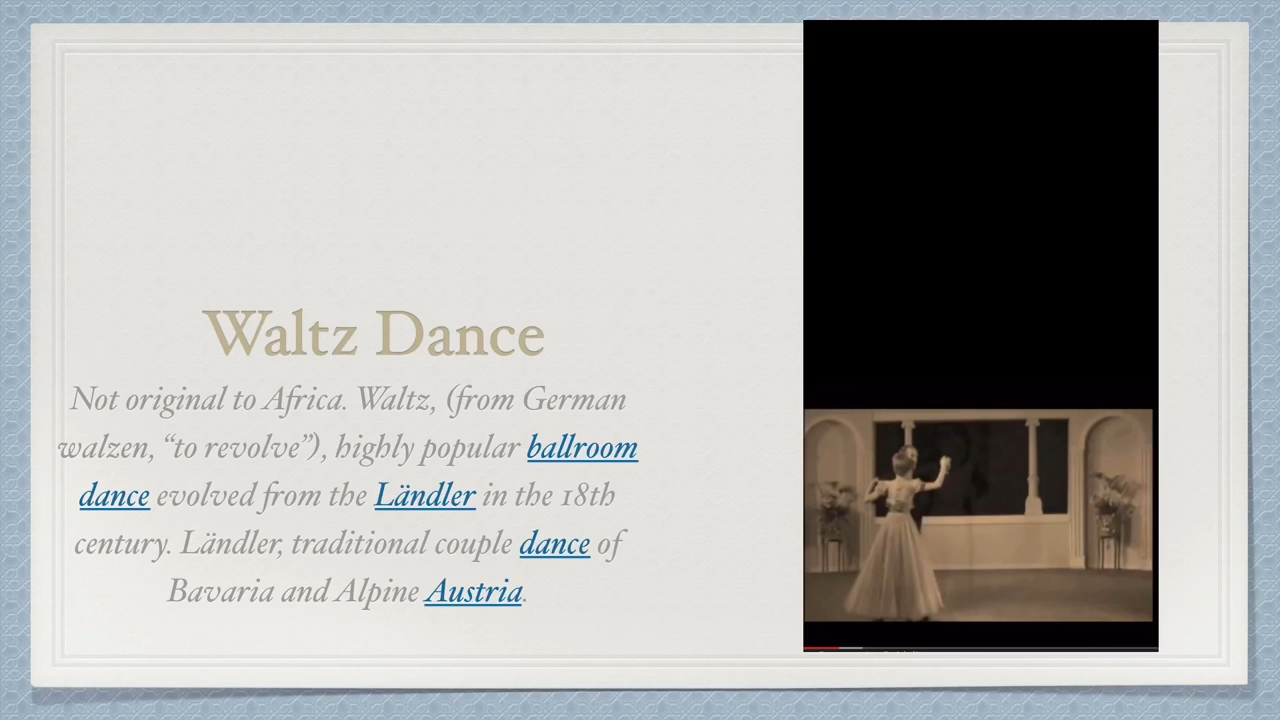 Waltz Dance
Not original to Africa. Waltz, (from German
walzen, “to revolve”), highly popular ballroom
dance evolved from the Ländler in the 18th
century. Ländler, traditional couple dance of
Bavaria and Alpine Austria.